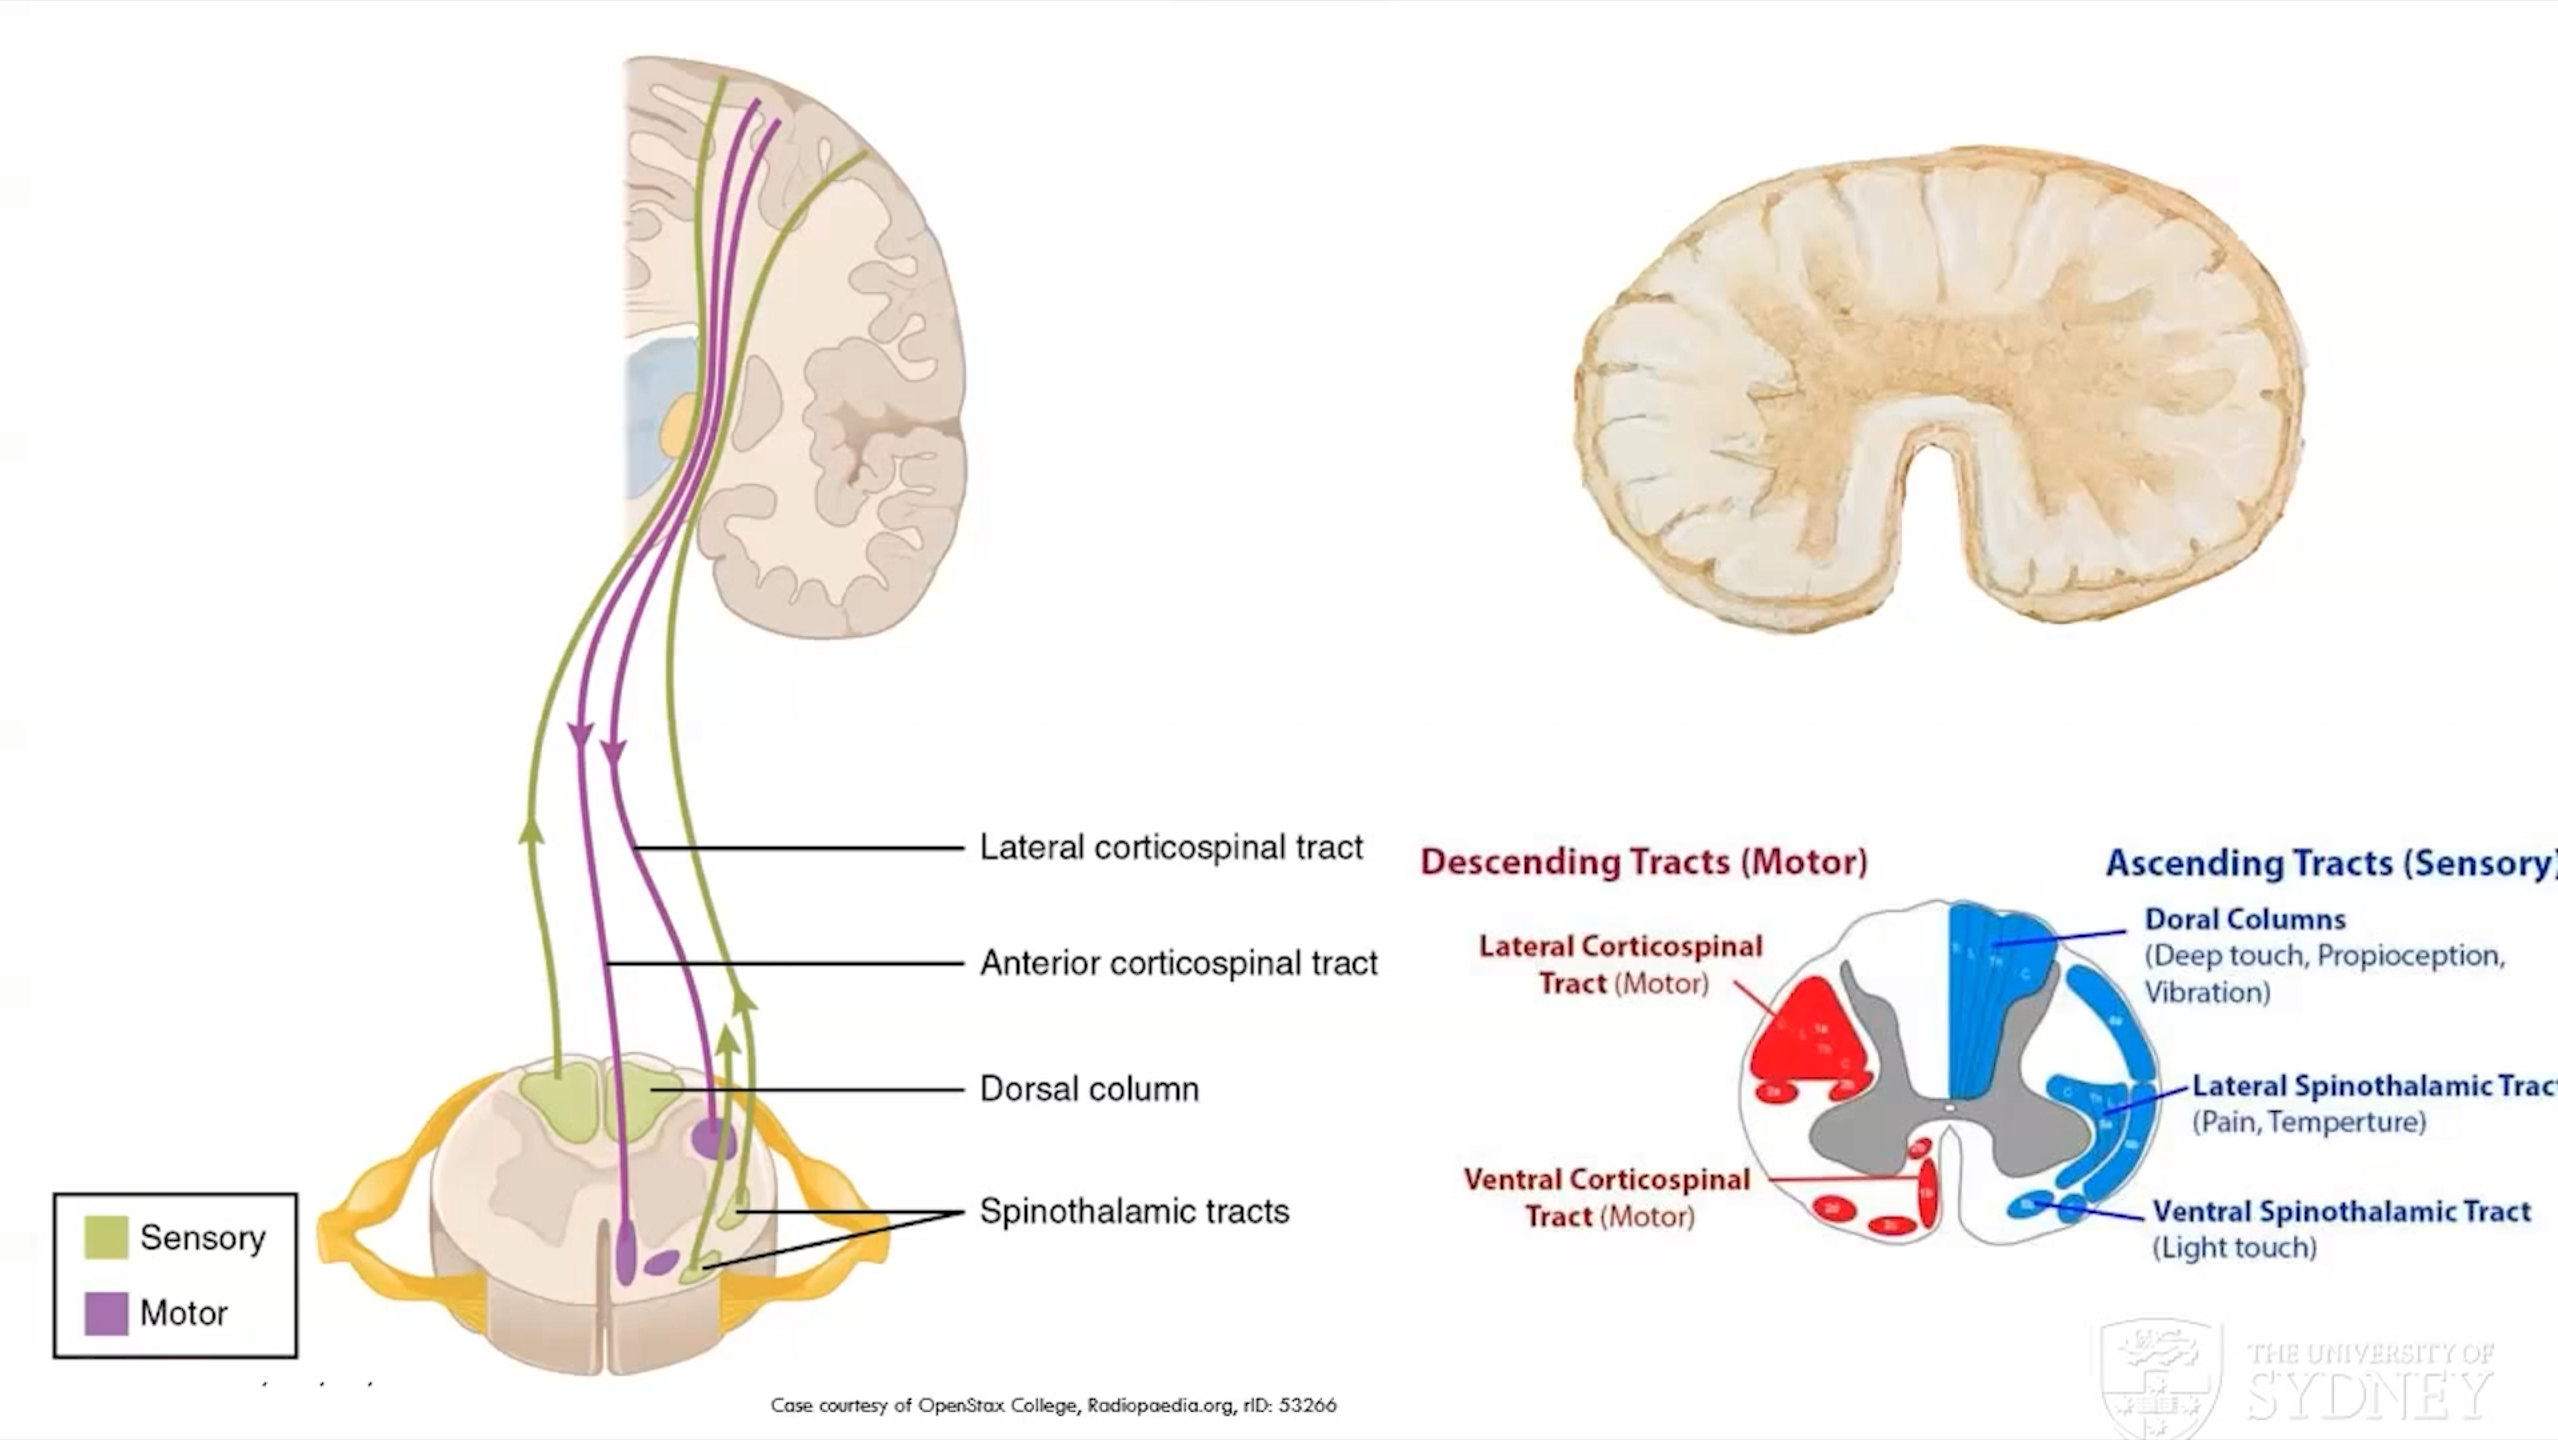 Lateral corticospinal tract
Anterior corticospinal tract
Dorsal column
Spinothalamic tracts
Sensory
Motor
Descending Tracts (Motor)
Ascending Tracts (Sensory)
Lateral Corticospinal
Tract (Motor)
Ventral Corticospinal
Tract (Motor)
Doral Columns
(Deep touch, Propioception,
Vibration)
Lateral Spinothalamic Tract
(Pain, Temperture)
Ventral Spinothalamic Tract
(Light touch)
Case courtesy of OpenStax College, Radiopaedia.org, rID: 53266
THE UNIVERSITY OF
SYDNEY